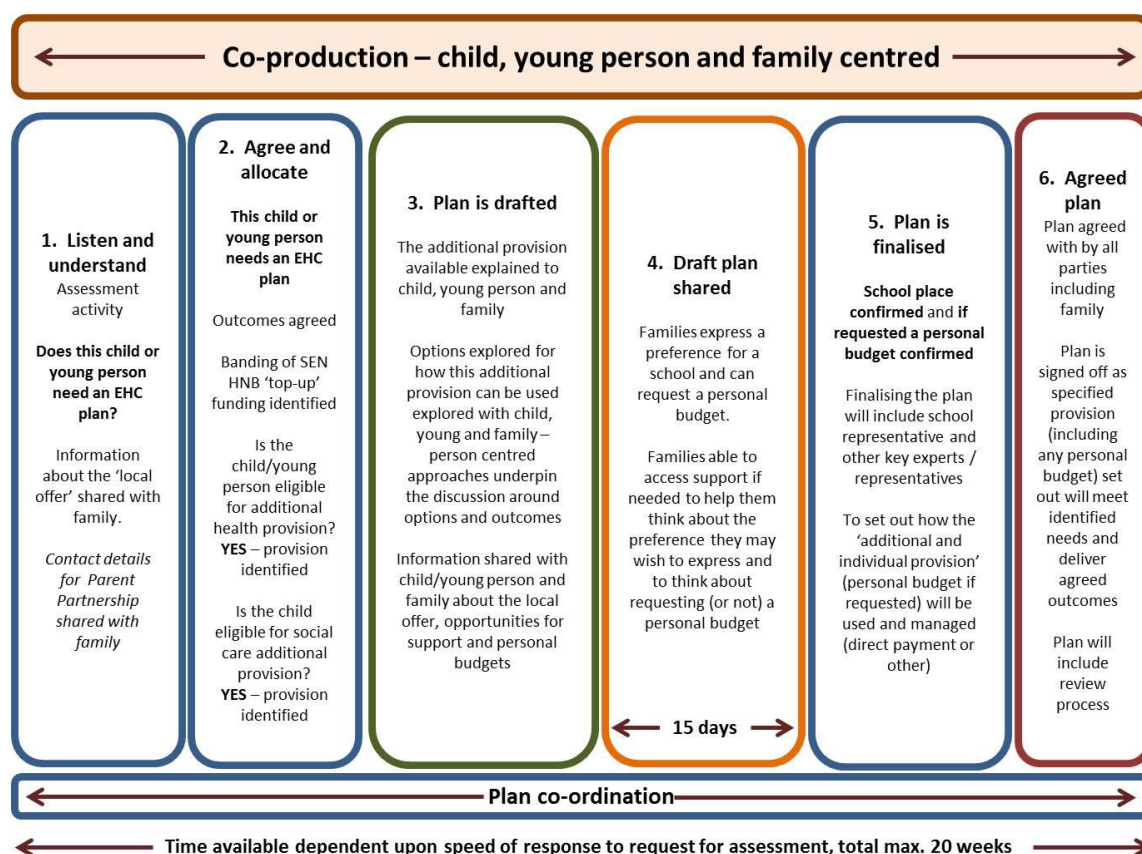 Co-production – child, young person and family centred
1. Listen and
understand
Assessment
activity
Does this child or
young person
need an EHC
plan?
Information
about the ‘local
offer’ shared with
family.
Contact details
for Parent
Partnership
shared with
family
2. Agree and
allocate
This child or
young person
needs an EHC
plan
Outcomes agreed
Banding of SEN
HNB ‘top-up’
funding identified
Is the
child/young
person eligible
for additional
health provision?
YES – provision
identified
Is the child
eligible for social
care additional
provision?
YES – provision
identified
3. Plan is drafted
The additional provision
available explained to
child, young person and
family
Options explored for
how this additional
provision can be used
explored with child,
young and family –
person centred
approaches underpin
the discussion around
options and outcomes
Information shared with
child/young person and
family about the local
offer, opportunities for
support and personal
budgets
4. Draft plan
shared
Families express a
preference for a
school and can
request a personal
budget.
Families able to
access support if
needed to help them
think about the
preference they may
wish to express and
to think about
requesting (or not) a
personal budget
15 days
5. Plan is
finalised
School place
confirmed and if
requested a personal
budget confirmed
Finalising the plan
will include school
representative and
other key experts /
representatives
To set out how the
‘additional and
individual provision’
(personal budget if
requested) will be
used and managed
(direct payment or
other)
6. Agreed
plan
Plan agreed
with by all
parties
including
family
Plan is
signed off as
specified
provision
(including
any personal
budget) set
out will meet
identified
needs and
deliver
agreed
outcomes
Plan will
include
review
process
Plan co-ordination
Time available dependent upon speed of response to request for assessment, total max. 20 weeks